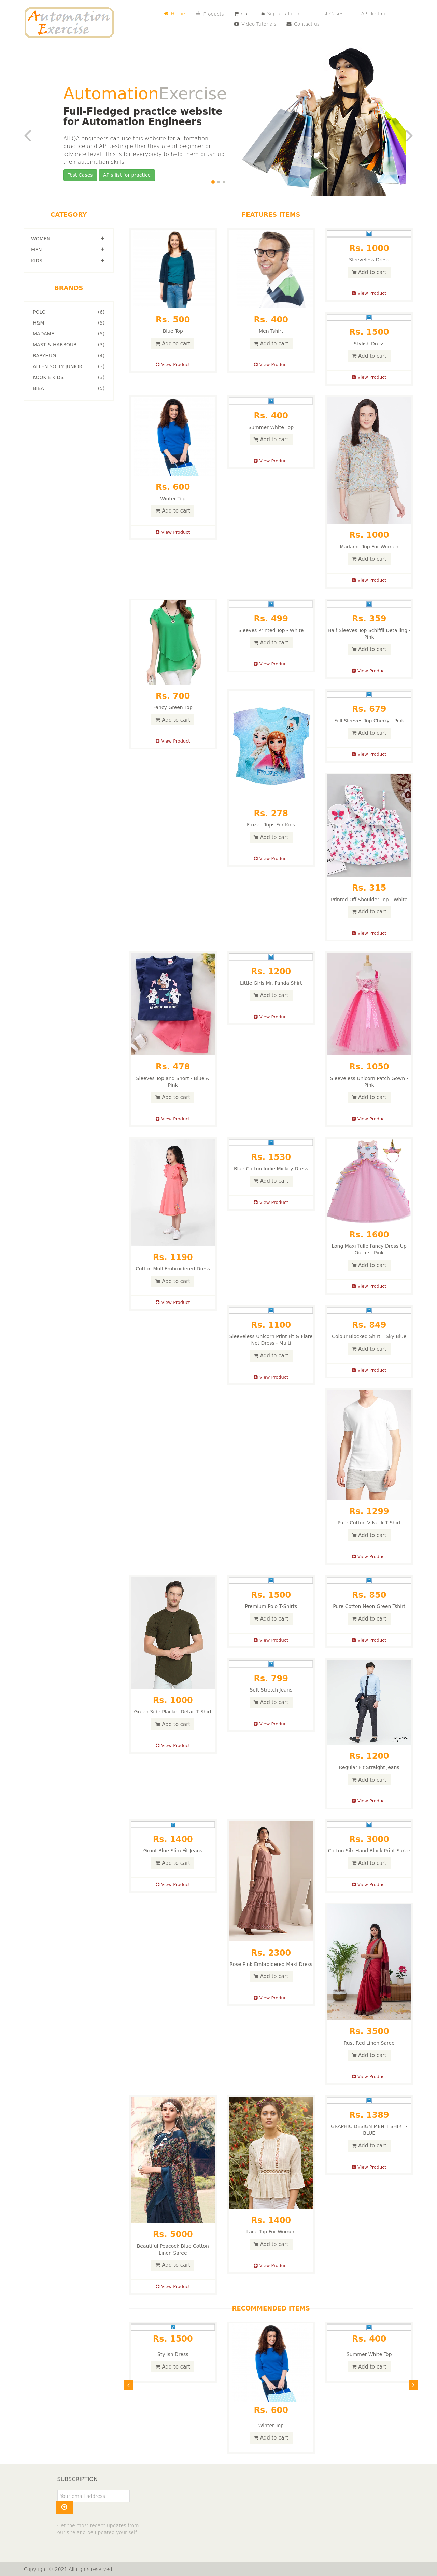 Automation
Exercise
Home
Products
Cart
Signup / Login
Test Cases
API Testing
Video Tutorials
Contact us
AutomationExercise
Full-Fledged practice website
for Automation Engineers
All QA engineers can use this website for automation
practice and API testing either they are at beginner or
advance level. This is for everybody to help them brush up
their automation skills.
Test Cases
APIs list for practice
CATEGORY
WOMEN
MEN
KIDS
BRANDS
POLO (6)
H&M (5)
MADAME (5)
MAST & HARBOUR (3)
BABYHUG (4)
ALLEN SOLLY JUNIOR (3)
KOOKIE KIDS (3)
BIBA (5)
FEATURES ITEMS
Rs. 500
Blue Top
Add to cart
View Product
Rs. 400
Men Tshirt
Add to cart
View Product
Rs. 1000
Sleeveless Dress
Add to cart
View Product
Rs. 1500
Stylish Dress
Add to cart
View Product
Rs. 600
Winter Top
Add to cart
View Product
Rs. 400
Summer White Top
Add to cart
View Product
Rs. 1000
Madame Top For Women
Add to cart
View Product
Rs. 700
Fancy Green Top
Add to cart
View Product
Rs. 499
Sleeves Printed Top - White
Add to cart
View Product
Rs. 359
Half Sleeves Top Schiffli Detailing -
Pink
Add to cart
View Product
FROZEN
Rs. 278
Frozen Tops For Kids
Add to cart
View Product
Rs. 679
Full Sleeves Top Cherry - Pink
Add to cart
View Product
Rs. 315
Printed Off Shoulder Top - White
Add to cart
View Product
Rs. 478
Sleeves Top and Short - Blue &
Pink
Add to cart
View Product
Rs. 1200
Little Girls Mr. Panda Shirt
Add to cart
View Product
Rs. 1050
Sleeveless Unicorn Patch Gown -
Pink
Add to cart
View Product
Rs. 1190
Cotton Mull Embroidered Dress
Add to cart
View Product
Rs. 1530
Blue Cotton Indie Mickey Dress
Add to cart
View Product
Rs. 1600
Long Maxi Tulle Fancy Dress Up
Outfits -Pink
Add to cart
View Product
Rs. 1100
Sleeveless Unicorn Print Fit & Flare
Net Dress - Multi
Add to cart
View Product
Rs. 849
Colour Blocked Shirt – Sky Blue
Add to cart
View Product
Rs. 1299
Pure Cotton V-Neck T-Shirt
Add to cart
View Product
Rs. 1000
Green Side Placket Detail T-Shirt
Add to cart
View Product
Rs. 1500
Premium Polo T-Shirts
Add to cart
View Product
Rs. 850
Pure Cotton Neon Green Tshirt
Add to cart
View Product
Rs. 799
Soft Stretch Jeans
Add to cart
View Product
Rs. 1200
Regular Fit Straight Jeans
Add to cart
View Product
Rs. 1400
Grunt Blue Slim Fit Jeans
Add to cart
View Product
Rs. 2300
Rose Pink Embroidered Maxi Dress
Add to cart
View Product
Rs. 3000
Cotton Silk Hand Block Print Saree
Add to cart
View Product
Rs. 3500
Rust Red Linen Saree
Add to cart
View Product
Rs. 5000
Beautiful Peacock Blue Cotton
Linen Saree
Add to cart
View Product
Rs. 1400
Lace Top For Women
Add to cart
View Product
Rs. 1389
GRAPHIC DESIGN MEN T SHIRT -
BLUE
Add to cart
View Product
RECOMMENDED ITEMS
Rs. 1500
Stylish Dress
Add to cart
Rs. 600
Winter Top
Add to cart
Rs. 400
Summer White Top
Add to cart
SUBSCRIPTION
Your email address
Get the most recent updates from
our site and be updated your self...
Copyright © 2021 All rights reserved